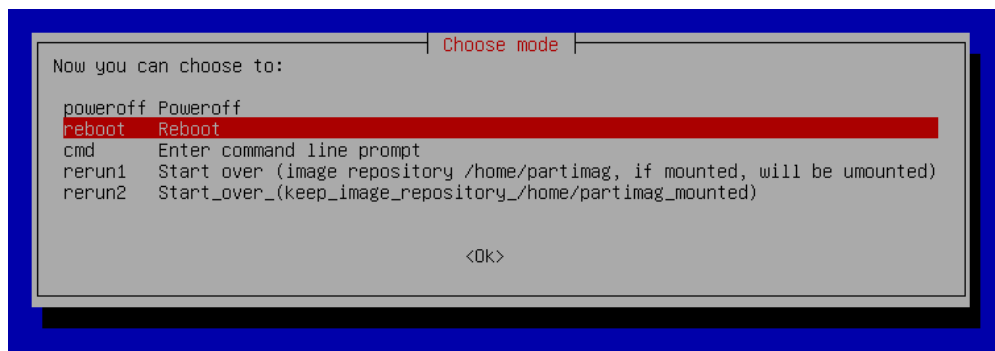 Choose mode
Now you can choose to:
poweroff Poweroff
reboot Reboot
cmd Enter command line prompt
rerun1 Start over (image repository /home/partimag, if mounted, will be umounted)
rerun2 Start_over_(keep_image_repository_/home/partimag_mounted)
<Ok>